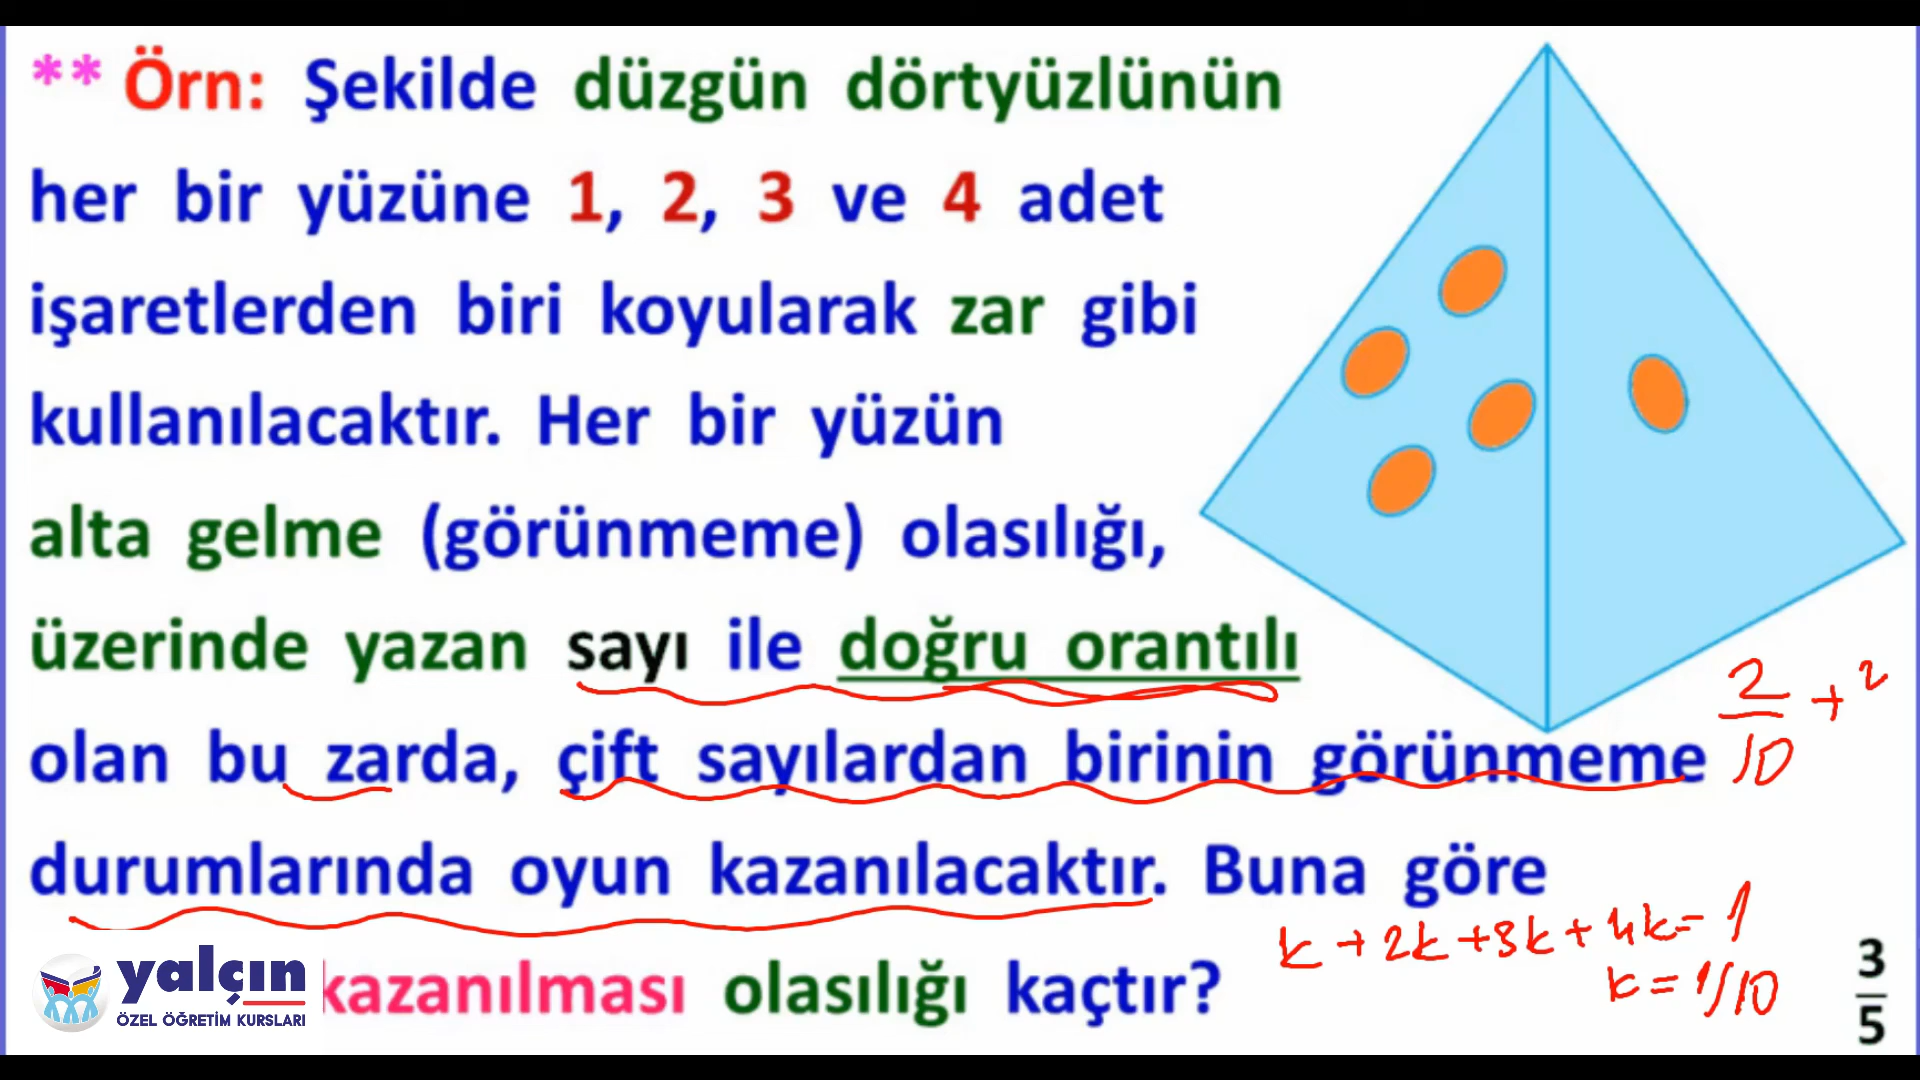 ** Örn: Şekilde düzgün dörtyüzlünün
her bir yüzüne 1, 2, 3 ve 4 adet
işaretlerden biri koyularak zar gibi
kullanılacaktır. Her bir yüzün
alta gelme (görünmeme) olasılığı,
üzerinde yazan sayı ile doğru orantılı
olan bu zarda, çift sayılardan birinin görünmeme
durumlarında oyun kazanılacaktır. Buna göre
kazanılması olasılığı kaçtır?
2/10 + 2
k + 2k + 3k + 4k = 1
k = 1/10
3/5
yalçın
ÖZEL ÖĞRETİM KURSLARI